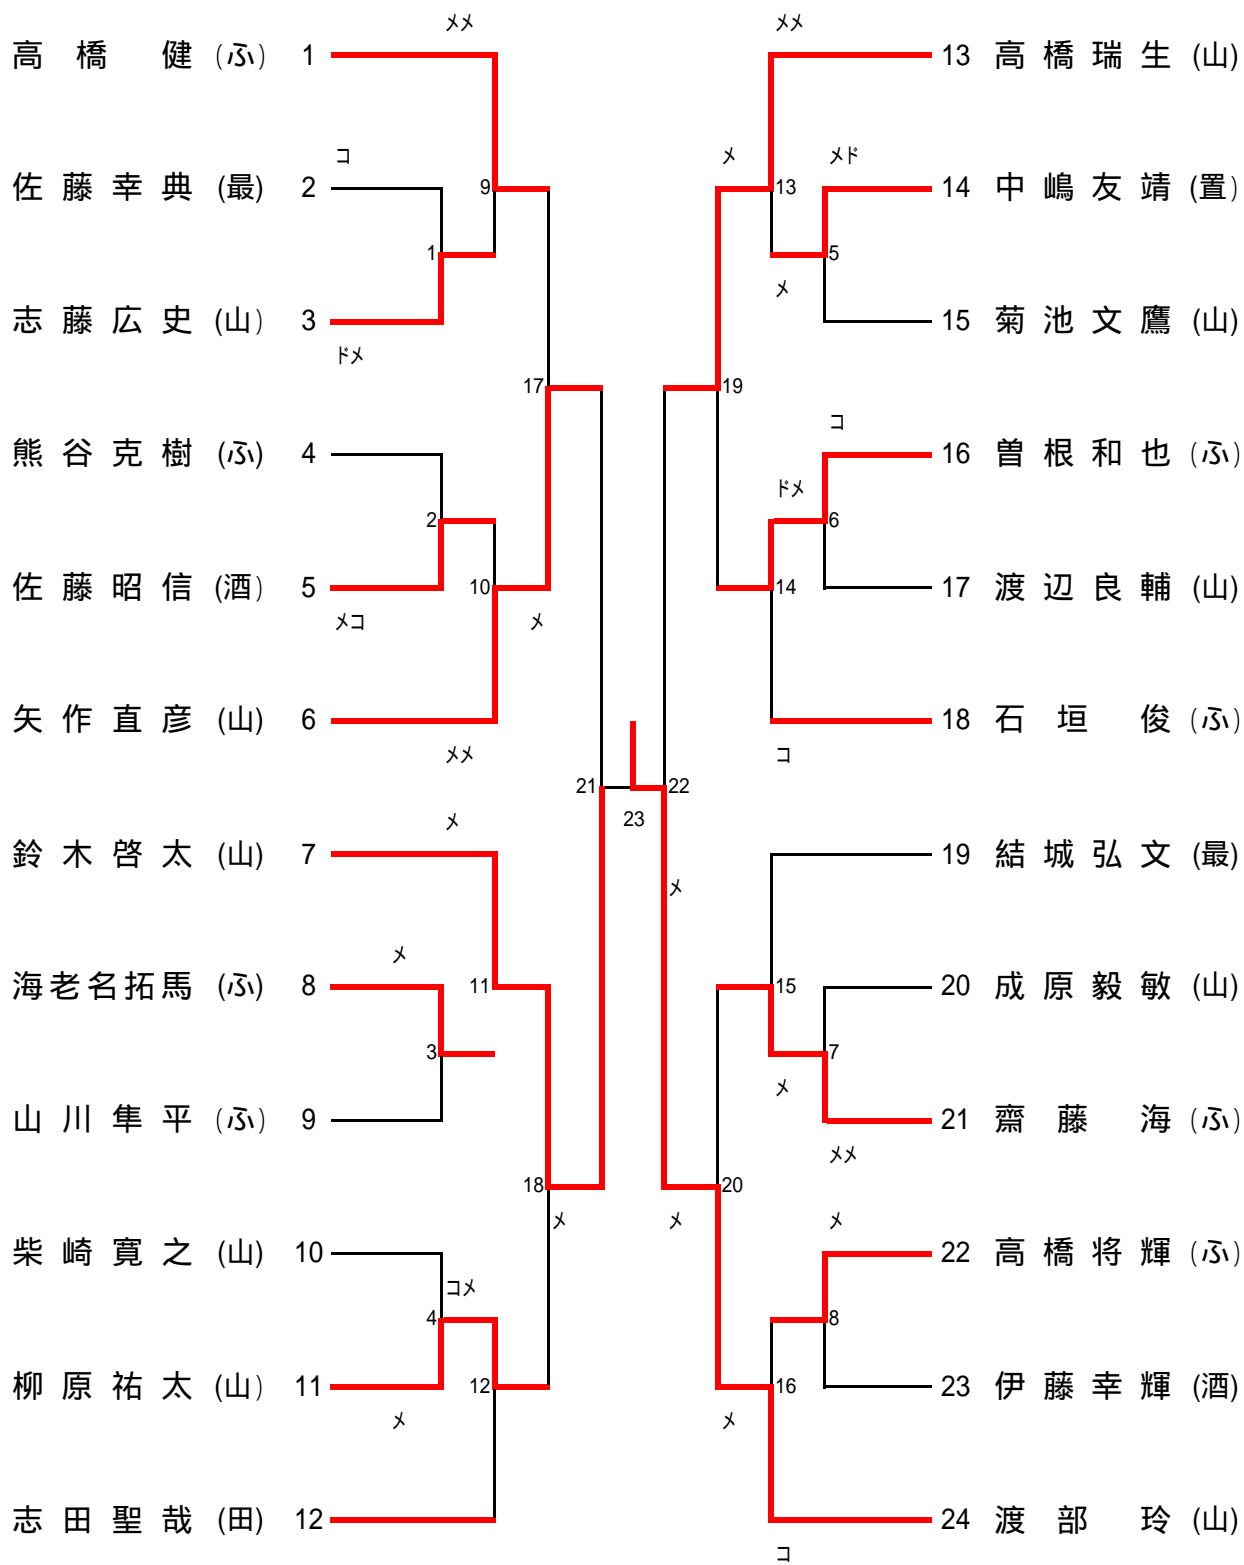 メメ メメ
高橋 健 (ふ) 1 13 高橋瑞生 (山)
コ メ メド
佐藤幸典 (最) 2 9 13 14 中嶋友靖 (置)
1 5
メ
志藤広史 (山) 3 15 菊池文鷹 (山)
ドメ
17 19
コ
熊谷克樹 (ふ) 4 16 曽根和也 (ふ)
ドメ
2 6
佐藤昭信 (酒) 5 10 14 17 渡辺良輔 (山)
メコ メ
矢作直彦 (山) 6 18 石垣 俊 (ふ)
メメ コ
21 22
メ 23
鈴木啓太 (山) 7 19 結城弘文 (最)
メ
メ
海老名拓馬 (ふ) 8 11 15 20 成原毅敏 (山)
3 7
メ
山川隼平 (ふ) 9 21 齋藤 海 (ふ)
メメ
18 20
メ メ メ
柴崎寛之 (山) 10 22 高橋将輝 (ふ)
コメ
4 8
柳原祐太 (山) 11 12 16 23 伊藤幸輝 (酒)
メ メ
志田聖哉 (田) 12 24 渡部 玲 (山)
コ